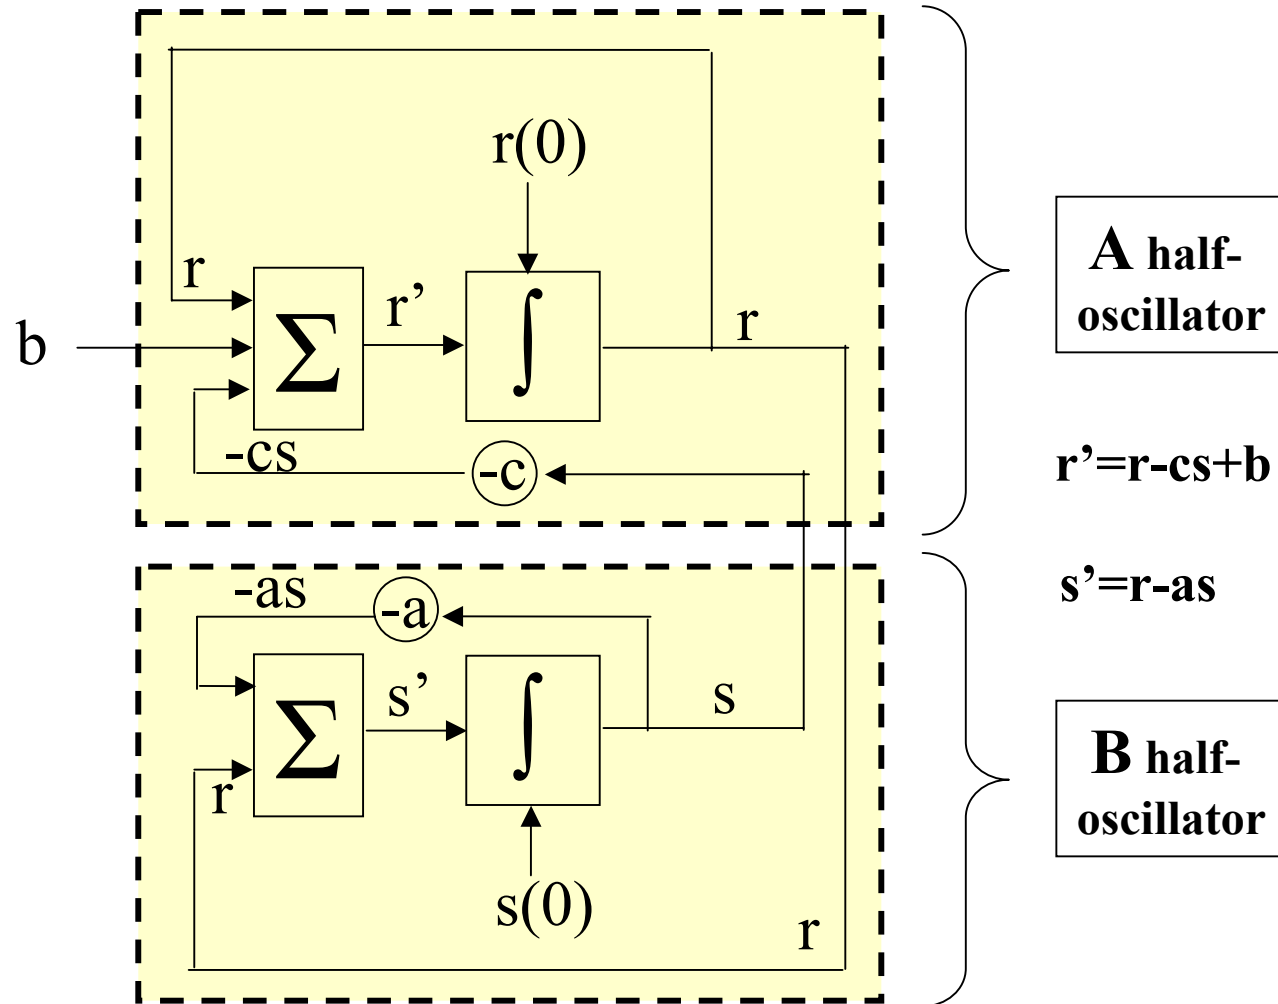 r(0)
r
b
Σ
r’
∫
r
-cs
-c
A half-
oscillator
r’=r-cs+b
s’=r-as
-as
-a
Σ
s’
∫
s
r
s(0)
r
B half-
oscillator